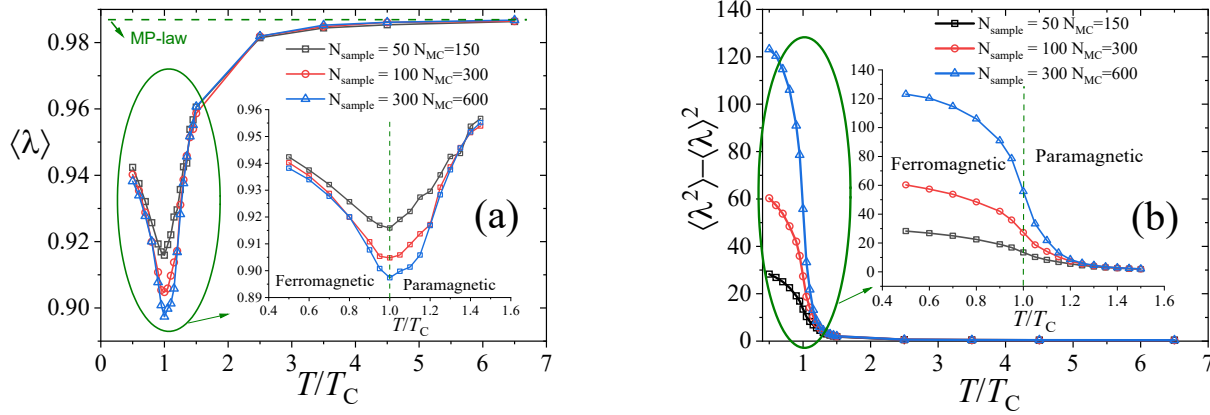 MP-law
N_sample = 50 N_MC=150
N_sample = 100 N_MC=300
N_sample = 300 N_MC=600
⟨λ⟩
0.98
0.96
0.94
0.92
0.90
0.96
0.95
0.94
0.93
0.92
0.91
0.90
0.89
Ferromagnetic
Paramagnetic
0.4 0.6 0.8 1.0 1.2 1.4 1.6
T/T_C
(a)
0 1 2 3 4 5 6 7
T/T_C
N_sample = 50 N_MC=150
N_sample = 100 N_MC=300
N_sample = 300 N_MC=600
⟨λ²⟩−⟨λ⟩²
140
120
100
80
60
40
20
0
140
120
100
80
60
40
20
0
Ferromagnetic
Paramagnetic
0.4 0.6 0.8 1.0 1.2 1.4 1.6
T/T_C
(b)
1 2 3 4 5 6 7
T/T_C